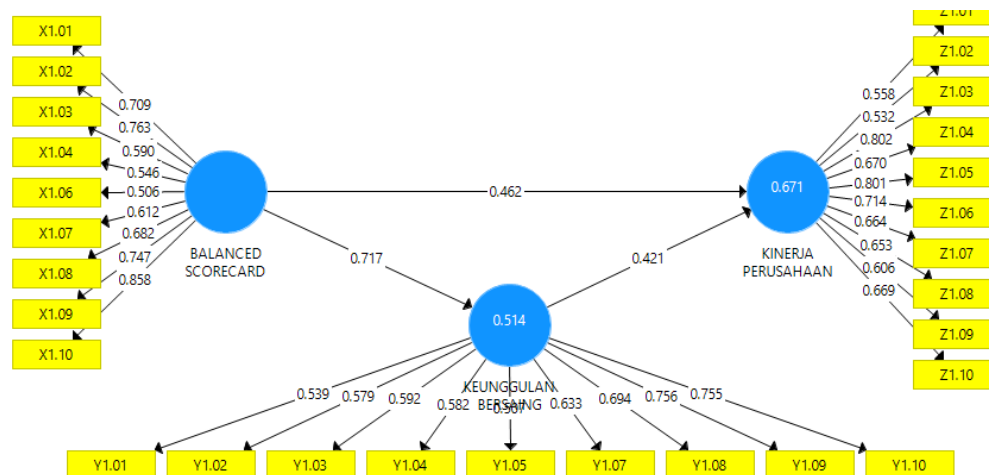 X1.01
X1.02
X1.03
X1.04
X1.06
X1.07
X1.08
X1.09
X1.10
0.709
0.763
0.590
0.546
0.506
0.612
0.682
0.747
0.858
BALANCED
SCORECARD
0.462
0.717
0.421
0.514
KEUNGGULAN
BERSAING
0.671
KINERJA
PERUSAHAAN
0.558
0.532
0.802
0.670
0.801
0.714
0.664
0.653
0.606
0.669
Z1.01
Z1.02
Z1.03
Z1.04
Z1.05
Z1.06
Z1.07
Z1.08
Z1.09
Z1.10
0.539
0.579
0.592
0.582
0.633
0.694
0.756
0.755
Y1.01
Y1.02
Y1.03
Y1.04
Y1.05
Y1.07
Y1.08
Y1.09
Y1.10